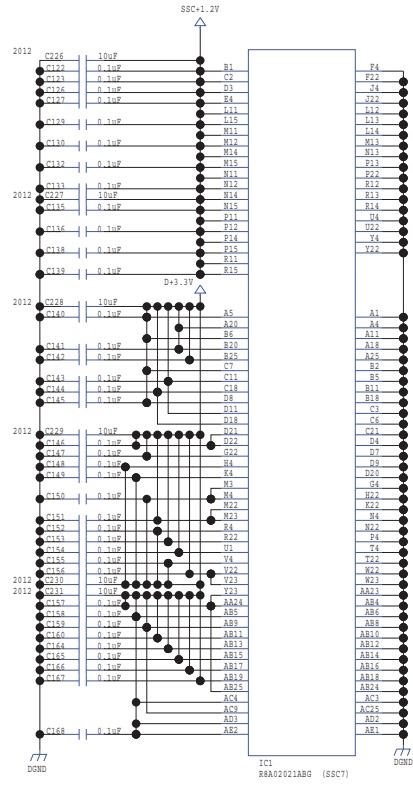 SSC+1.2V
2012 C226 10uF
C122 0.1uF B1 F4
C123 0.1uF C2 F22
C126 0.1uF D3 J4
C127 0.1uF E4 J22
L11 L12
C129 0.1uF L15 L13
M11 L14
C130 0.1uF M12 M13
M14 N13
C132 0.1uF M15 P13
N11 P22
C133 0.1uF N12 R12
2012 C227 10uF N14 R13
C135 0.1uF N15 R14
P11 U4
C136 0.1uF P12 U22
P14 Y4
C138 0.1uF P15 Y22
R11
C139 0.1uF R15
D+3.3V
2012 C228 10uF
C140 0.1uF A5 A1
A20 A4
B6 A11
C141 0.1uF B20 A18
C142 0.1uF B25 A25
C7 B2
C143 0.1uF C11 B5
C144 0.1uF C18 B11
C145 0.1uF D8 B18
D11 C3
D18 C6
2012 C229 10uF D21 C21
C146 0.1uF D22 D4
C147 0.1uF G22 D7
C148 0.1uF H4 D9
C149 0.1uF K4 D20
M3 G4
C150 0.1uF M4 H22
M22 K22
C151 0.1uF M23 N4
C152 0.1uF R4 N22
C153 0.1uF R22 P4
C154 0.1uF U1 T4
C155 0.1uF V4 T22
C156 0.1uF V22 W22
2012 C230 10uF V23 W23
2012 C231 10uF Y23 AA23
C157 0.1uF AA24 AB4
C158 0.1uF AB5 AB6
C159 0.1uF AB9 AB8
C160 0.1uF AB11 AB10
C164 0.1uF AB13 AB12
C165 0.1uF AB15 AB14
C166 0.1uF AB17 AB16
C167 0.1uF AB19 AB18
AB25 AB24
AC4 AC3
AC9 AC25
AD3 AD2
C168 0.1uF AE2 AE1
DGND
IC1
R8A02021ABG (SSC7)
DGND